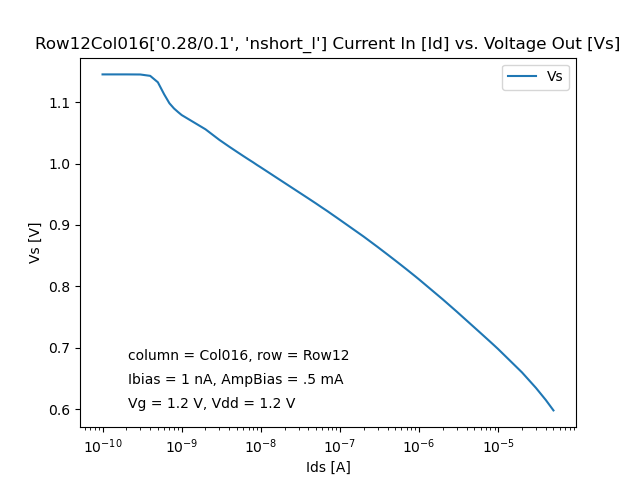 Row12Col016['0.28/0.1', 'nshort_l'] Current In [Id] vs. Voltage Out [Vs]
Vs
1.1
1.0
0.9
0.8
0.7
0.6
Vs [V]
column = Col016, row = Row12
Ibias = 1 nA, AmpBias = .5 mA
Vg = 1.2 V, Vdd = 1.2 V
10⁻¹⁰ 10⁻⁹ 10⁻⁸ 10⁻⁷ 10⁻⁶ 10⁻⁵
Ids [A]